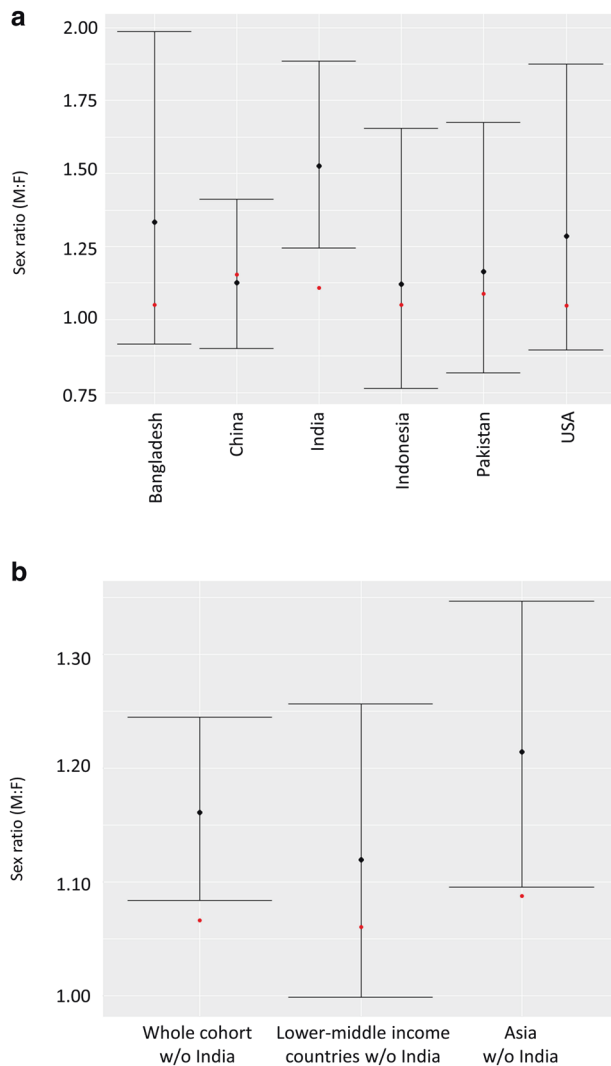 a
2.00
1.75
1.50
1.25
1.00
0.75
Sex ratio (M:F)
Bangladesh
China
India
Indonesia
Pakistan
USA
b
1.30
1.20
1.10
1.00
Sex ratio (M:F)
Whole cohort
w/o India
Lower-middle income
countries w/o India
Asia
w/o India